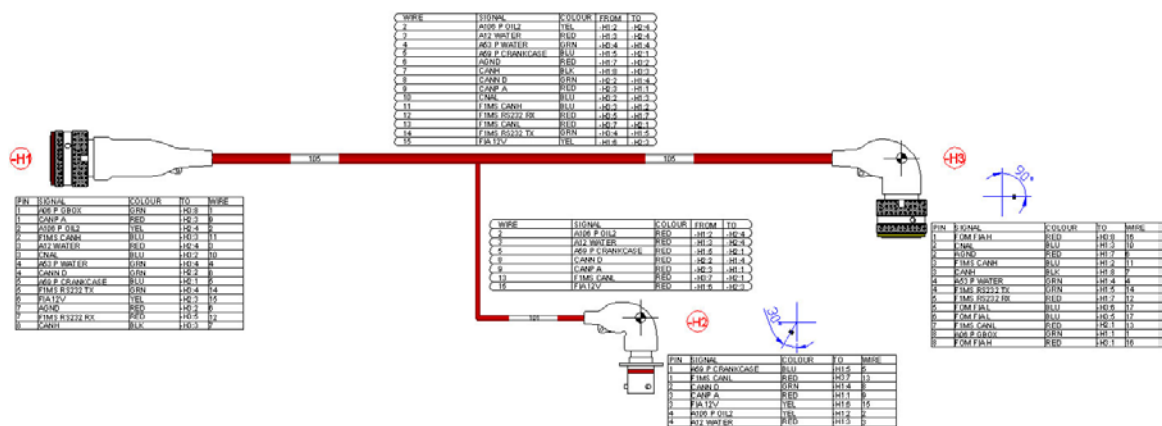 WIRE SIGNAL COLOUR FROM TO
2 A106 P OIL2 YEL -H1:2 -H2:4
3 A12 WATER RED -H1:3 -H2:4
4 A53 P WATER GRN -H3:4 -H1:4
5 A69 P CRANKCASE BLU -H1:5 -H2:1
6 AGND RED -H1:7 -H3:2
7 CANH BLK -H1:8 -H3:3
8 CANN D GRN -H2:2 -H1:4
9 CANP A RED -H2:3 -H1:1
10 CNAL BLU -H3:2 -H1:3
11 F1MS CANH BLU -H3:3 -H1:2
12 F1MS RS232 RX RED -H3:5 -H1:7
13 F1MS CANL RED -H3:7 -H2:1
14 F1MS RS232 TX GRN -H3:4 -H1:5
15 FIA 12V YEL -H1:6 -H2:3
-H1
105
105
-H3
90°
PIN SIGNAL COLOUR TO WIRE
1 A06 P GBOX GRN -H3:8 1
1 CANP A RED -H2:3 9
2 A106 P OIL2 YEL -H2:4 2
2 F1MS CANH BLU -H3:3 11
3 A12 WATER RED -H2:4 3
3 CNAL BLU -H3:2 10
4 A53 P WATER GRN -H3:4 4
4 CANN D GRN -H2:2 8
5 A69 P CRANKCASE BLU -H2:1 5
5 F1MS RS232 TX GRN -H3:4 14
6 FIA 12V YEL -H2:3 15
7 AGND RED -H3:2 6
7 F1MS RS232 RX RED -H3:5 12
8 CANH BLK -H3:3 7
WIRE SIGNAL COLOUR FROM TO
2 A106 P OIL2 RED -H1:2 -H2:4
3 A12 WATER RED -H1:3 -H2:4
5 A69 P CRANKCASE RED -H1:5 -H2:1
8 CANN D RED -H2:2 -H1:4
9 CANP A RED -H2:3 -H1:1
13 F1MS CANL RED -H3:7 -H2:1
15 FIA 12V RED -H1:6 -H2:3
PIN SIGNAL COLOUR TO WIRE
1 FOM FIAH RED -H3:8 16
2 CNAL BLU -H1:3 10
2 AGND RED -H1:7 6
3 F1MS CANH BLU -H1:2 11
3 CANH BLK -H1:8 7
4 A53 P WATER GRN -H1:4 4
4 F1MS RS232 TX GRN -H1:5 14
5 F1MS RS232 RX RED -H1:7 12
5 FOM FIAL BLU -H3:6 17
6 FOM FIAL BLU -H3:5 17
7 F1MS CANL RED -H2:1 13
8 A06 P GBOX GRN -H1:1 1
8 FOM FIAH RED -H3:1 16
101
-H2
30°
PIN SIGNAL COLOUR TO WIRE
1 A69 P CRANKCASE BLU -H1:5 5
1 F1MS CANL RED -H3:7 13
2 CANN D GRN -H1:4 8
3 CANP A RED -H1:1 9
3 FIA 12V YEL -H1:6 15
4 A106 P OIL2 YEL -H1:2 2
4 A12 WATER RED -H1:3 3